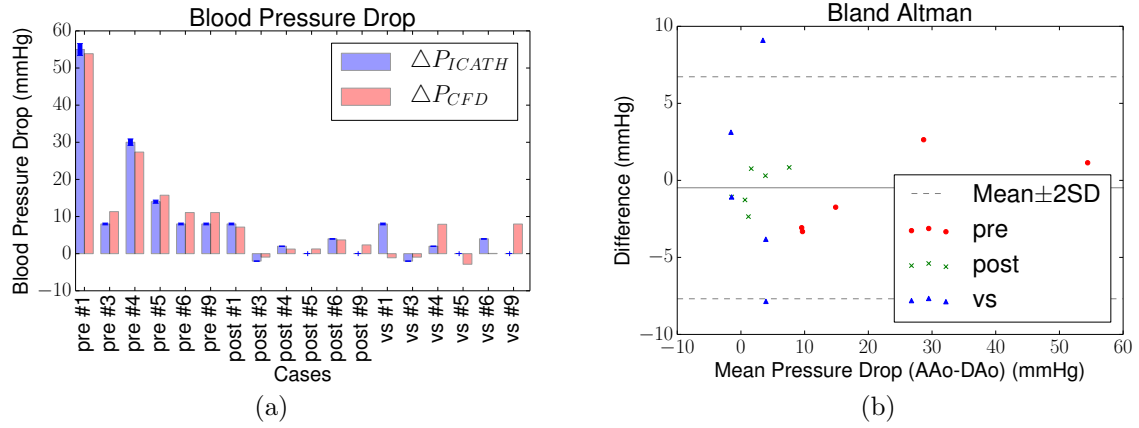 Blood Pressure Drop
Blood Pressure Drop (mmHg)
60
50
40
30
20
10
0
−10
△P_ICATH
△P_CFD
pre #1
pre #3
pre #4
pre #5
pre #6
pre #9
post #1
post #3
post #4
post #5
post #6
post #9
vs #1
vs #3
vs #4
vs #5
vs #6
vs #9
Cases
(a)
Bland Altman
Difference (mmHg)
10
5
0
−5
−10
Mean±2SD
pre
post
vs
−10 0 10 20 30 40 50 60
Mean Pressure Drop (AAo-DAo) (mmHg)
(b)